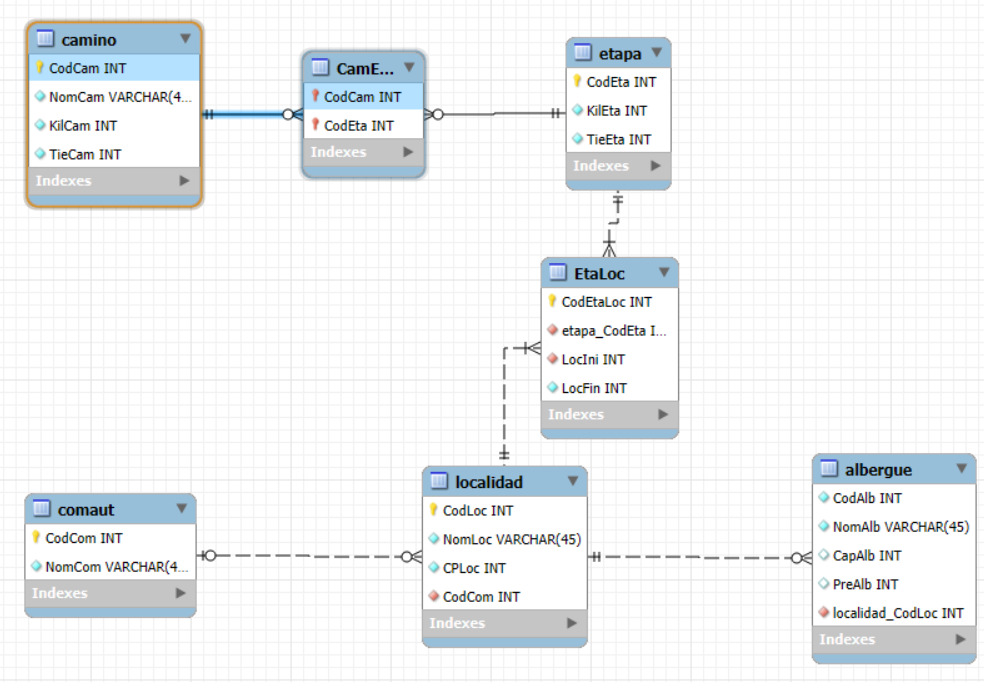 camino
CodCam INT
NomCam VARCHAR(4...
KilCam INT
TieCam INT
Indexes
CamE...
CodCam INT
CodEta INT
Indexes
etapa
CodEta INT
KilEta INT
TieEta INT
Indexes
EtaLoc
CodEtaLoc INT
etapa_CodEta I...
LocIni INT
LocFin INT
Indexes
comaut
CodCom INT
NomCom VARCHAR(4...
Indexes
localidad
CodLoc INT
NomLoc VARCHAR(45)
CPLoc INT
CodCom INT
Indexes
albergue
CodAlb INT
NomAlb VARCHAR(45)
CapAlb INT
PreAlb INT
localidad_CodLoc INT
Indexes